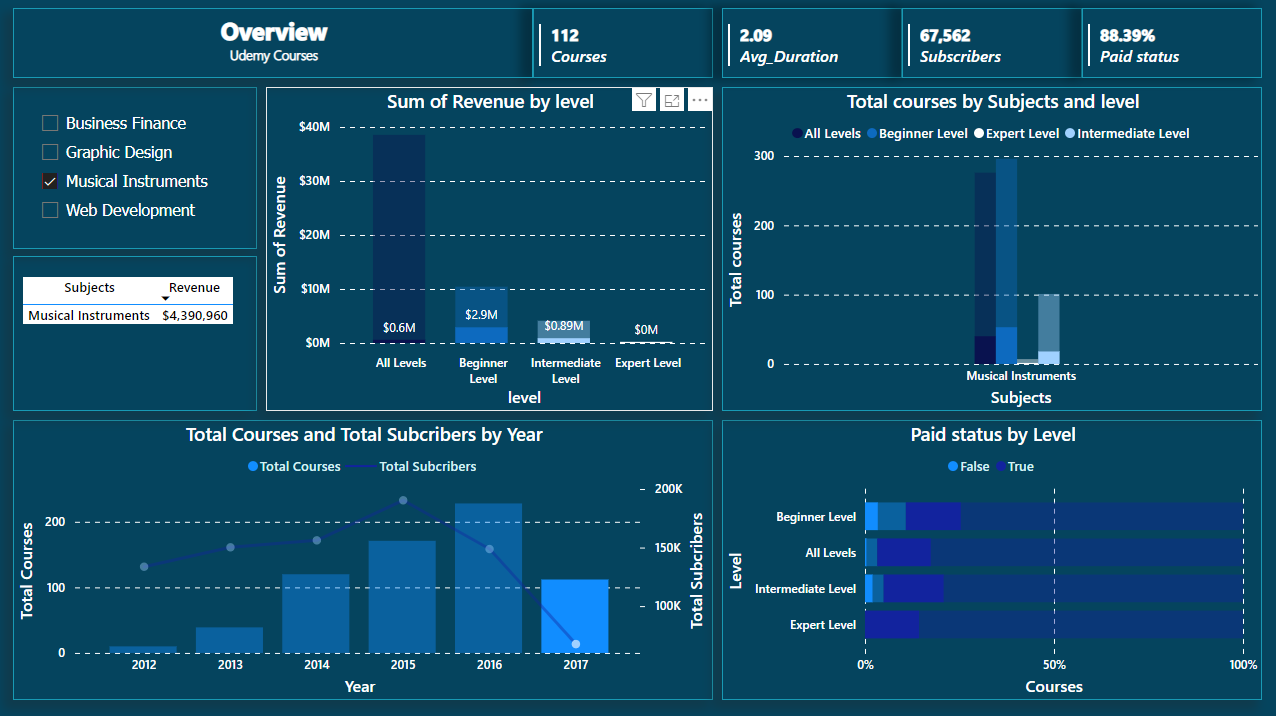 Overview
Udemy Courses
112
Courses
2.09
Avg_Duration
67,562
Subscribers
88.39%
Paid status
Business Finance
Graphic Design
Musical Instruments
Web Development
Subjects Revenue
Musical Instruments $4,390,960
Sum of Revenue by level
Sum of Revenue
$40M
$30M
$20M
$10M
$0M
$0.6M
$2.9M
$0.89M
$0M
All Levels
Beginner
Level
Intermediate
Level
Expert Level
level
Total courses by Subjects and level
All Levels Beginner Level Expert Level Intermediate Level
Total courses
300
200
100
0
Musical Instruments
Subjects
Total Courses and Total Subcribers by Year
Total Courses Total Subcribers
Total Courses
200
100
0
200K
150K
100K
Total Subcribers
2012 2013 2014 2015 2016 2017
Year
Paid status by Level
False True
Level
Beginner Level
All Levels
Intermediate Level
Expert Level
0% 50% 100%
Courses